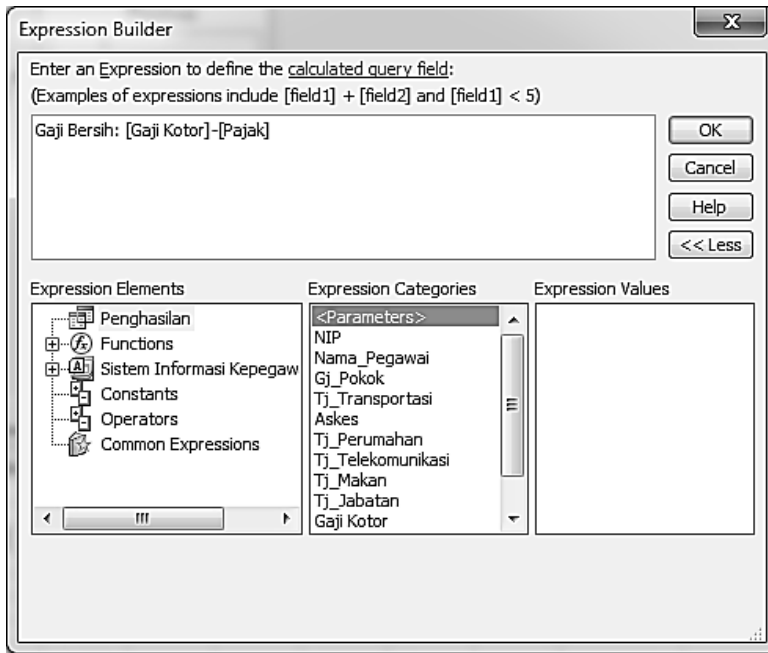 Expression Builder
Enter an Expression to define the calculated query field:
(Examples of expressions include [field1] + [field2] and [field1] < 5)
Gaji Bersih: [Gaji Kotor]-[Pajak]
OK
Cancel
Help
<< Less
Expression Elements
Penghasilan
Functions
Sistem Informasi Kepegaw
Constants
Operators
Common Expressions
Expression Categories
<Parameters>
NIP
Nama_Pegawai
Gj_Pokok
Tj_Transportasi
Askes
Tj_Perumahan
Tj_Telekomunikasi
Tj_Makan
Tj_Jabatan
Gaji Kotor
Expression Values